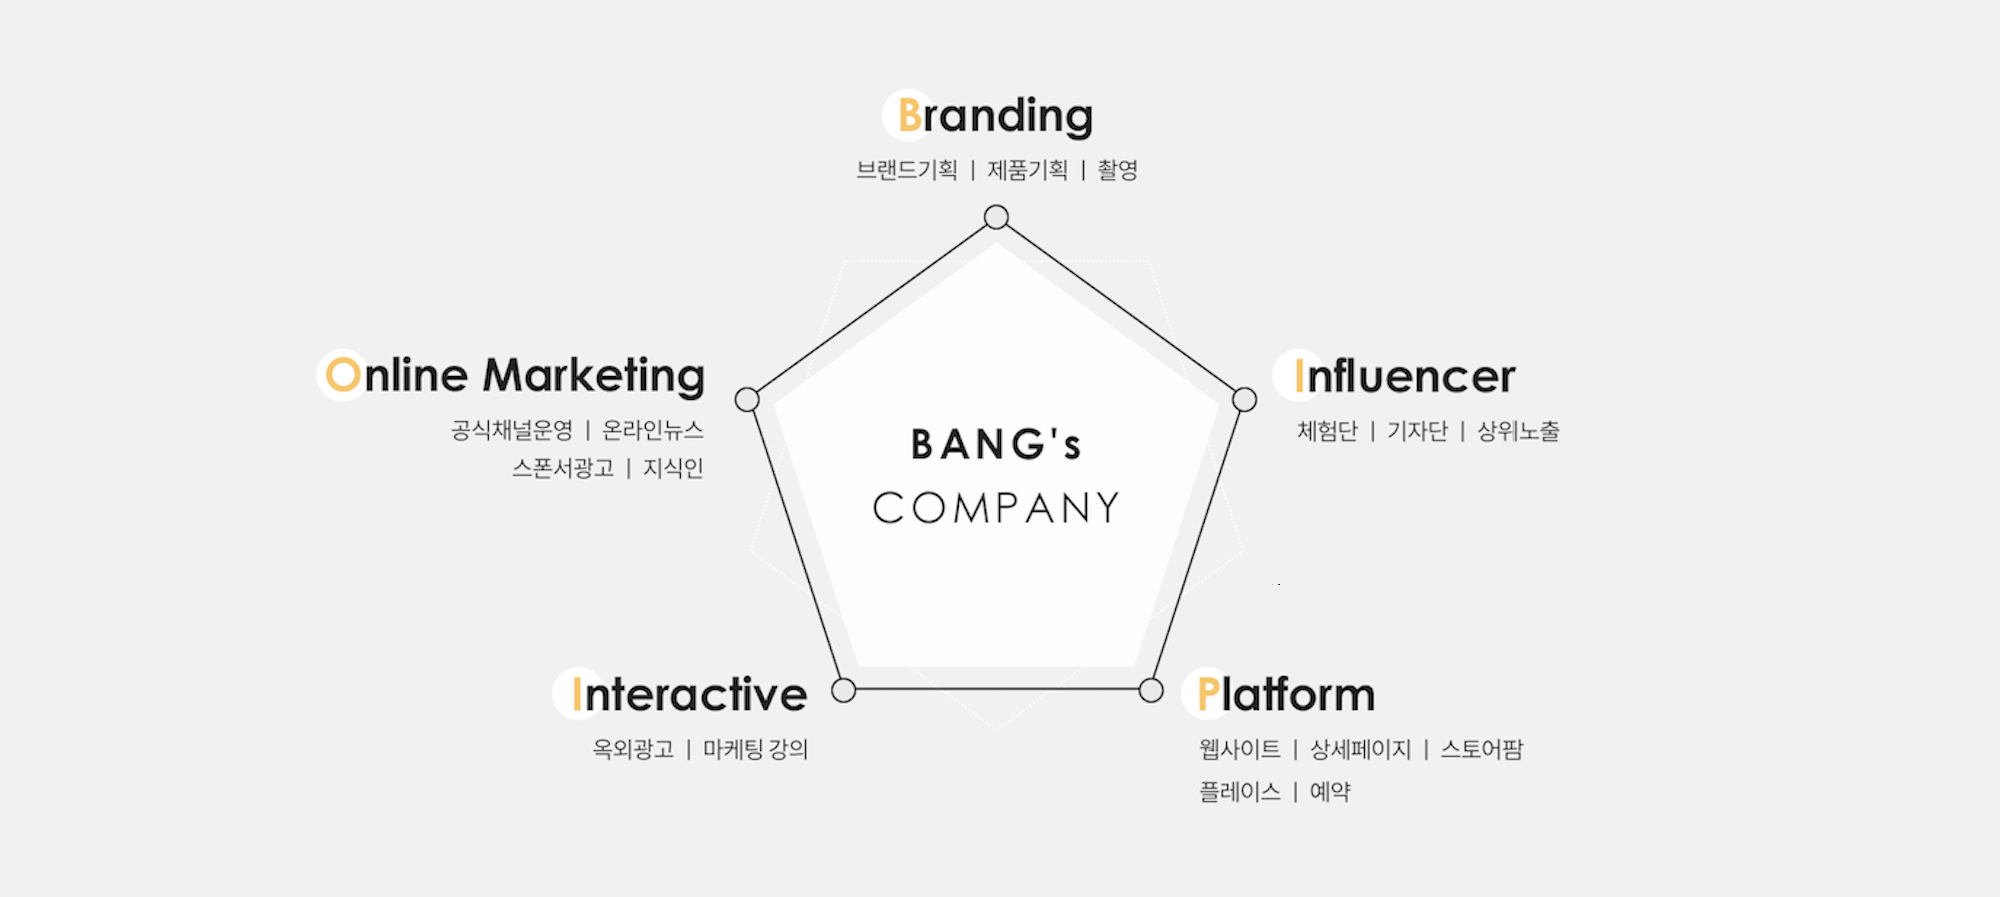 Branding
브랜드기획 | 제품기획 | 촬영
Online Marketing
공식채널운영 | 온라인뉴스
스폰서광고 | 지식인
Influencer
체험단 | 기자단 | 상위노출
BANG's
COMPANY
Interactive
옥외광고 | 마케팅 강의
Platform
웹사이트 | 상세페이지 | 스토어팜
플레이스 | 예약